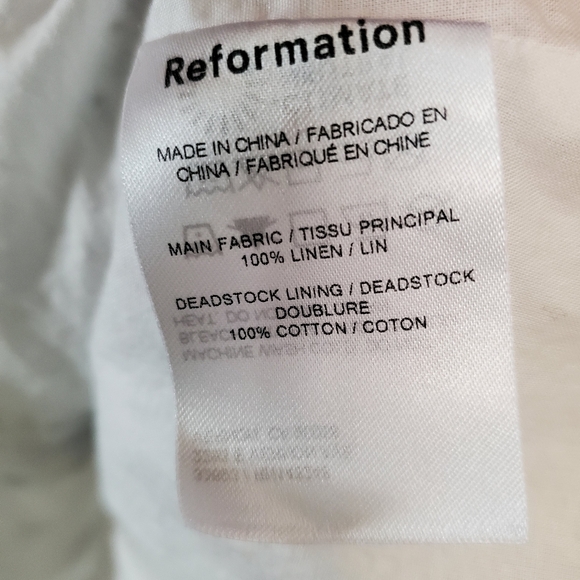 Reformation
MADE IN CHINA / FABRICADO EN
CHINA / FABRIQUÉ EN CHINE
MAIN FABRIC / TISSU PRINCIPAL
100% LINEN / LIN
DEADSTOCK LINING / DEADSTOCK
DOUBLURE
100% COTTON / COTON